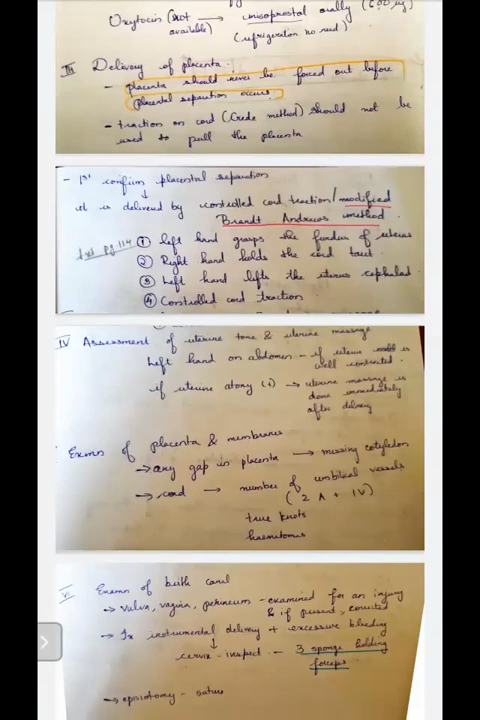 Oxytocin (not available) → misoprostol orally (600 µg)
(refrigeration no need)
III Delivery of placenta.
- placenta should never be forced out before
placental separation occurs.
- traction on cord (Crede method) should not be
used to pull the placenta
- 1st confirm placental separation
↓
it is delivered by controlled cord traction/modified
Brandt Andrews method.
txt pg 114
① left hand grasps the fundus of uterus
② Right hand holds the cord taut
③ Left hand lifts the uterus cephalad
④ Controlled cord traction
IV Assessment of uterine tone & uterine massage
Left hand on abdomen - if uterus is
well contracted.
if uterine atony (+) → uterine massage is
done immediately
after delivery
Exam of placenta & membranes
→ any gap in placenta → missing cotyledon
→ cord → number of umbilical vessels
(2A + 1V)
true knots
haematoma
vi Exam of birth canal
→ vulva, vagina, perineum - examined for an injury
& if present, corrected
→ Ix instrumental delivery + excessive bleeding
↓
cervix - inspect - 3 sponge holding
forceps
→ episiotomy - suture